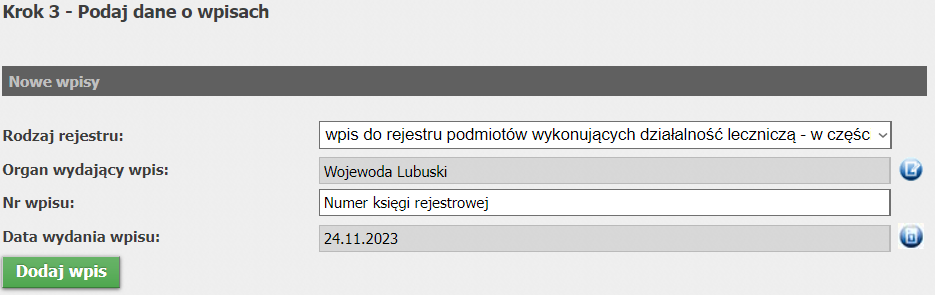 Krok 3 - Podaj dane o wpisach
Nowe wpisy
Rodzaj rejestru: wpis do rejestru podmiotów wykonujących działalność leczniczą - w częśc
Organ wydający wpis: Wojewoda Lubuski
Nr wpisu: Numer księgi rejestrowej
Data wydania wpisu: 24.11.2023
Dodaj wpis